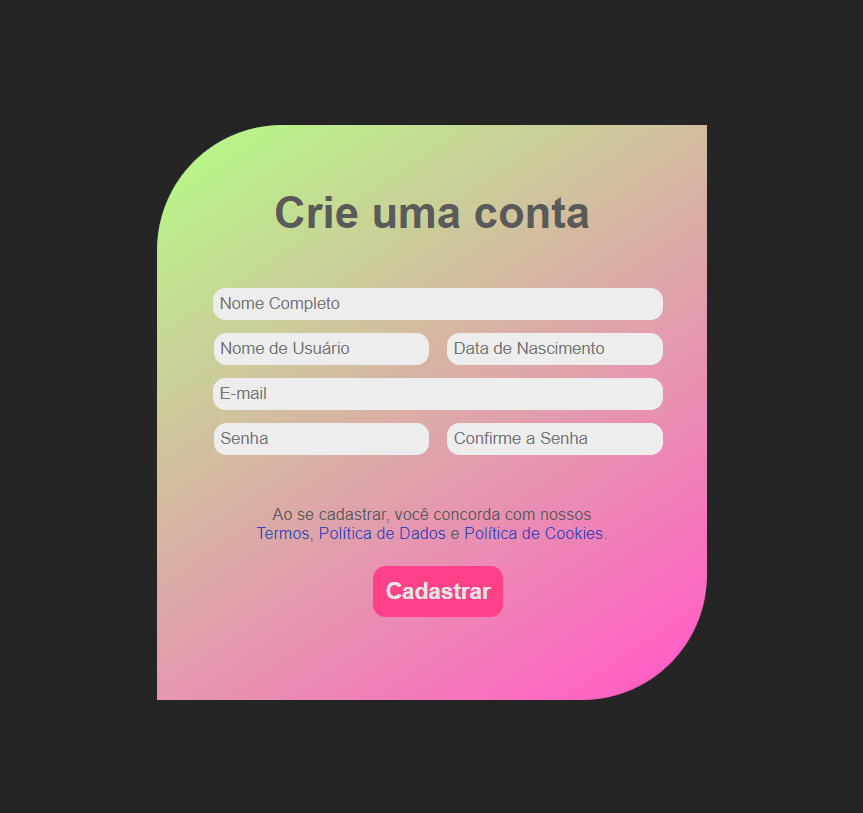 Crie uma conta
Nome Completo
Nome de Usuário Data de Nascimento
E-mail
Senha Confirme a Senha
Ao se cadastrar, você concorda com nossos
Termos, Política de Dados e Política de Cookies.
Cadastrar